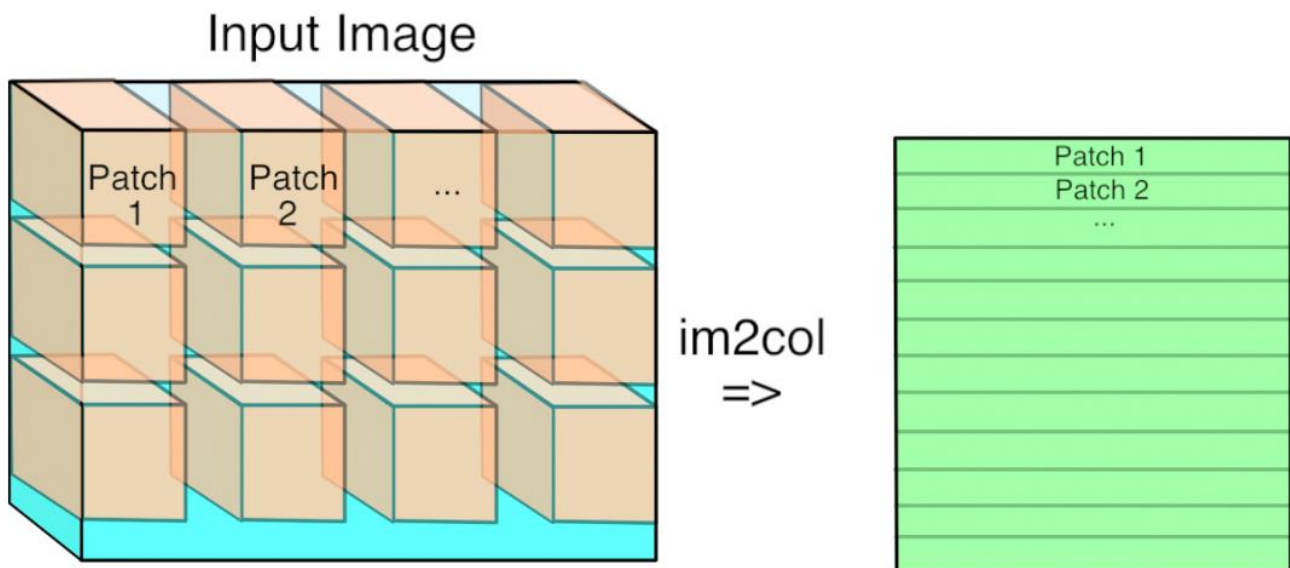 Input Image
Patch
1
Patch
2
...
im2col
=>
Patch 1
Patch 2
...